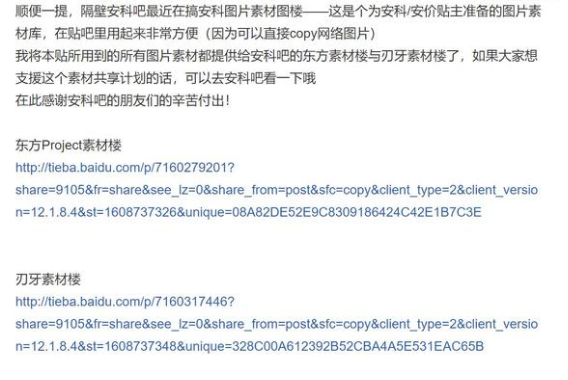 顺便一提，隔壁安科吧最近在搞安科图片素材图楼——这是个为安科/安价贴主准备的图片素
材库，在贴吧里用起来非常方便（因为可以直接copy网络图片）
我将本贴所用到的所有图片素材都提供给安科吧的东方素材楼与刃牙素材楼了，如果大家想
支援这个素材共享计划的话，可以去安科吧看一下哦
在此感谢安科吧的朋友们的辛苦付出！
东方Project素材楼
http://tieba.baidu.com/p/7160279201?
share=9105&fr=share&see_lz=0&share_from=post&sfc=copy&client_type=2&client_versio
n=12.1.8.4&st=1608737326&unique=08A82DE52E9C8309186424C42E1B7C3E
刃牙素材楼
http://tieba.baidu.com/p/7160317446?
share=9105&fr=share&see_lz=0&share_from=post&sfc=copy&client_type=2&client_versio
n=12.1.8.4&st=1608737348&unique=328C00A612392B52CBA4A5E531EAC65B